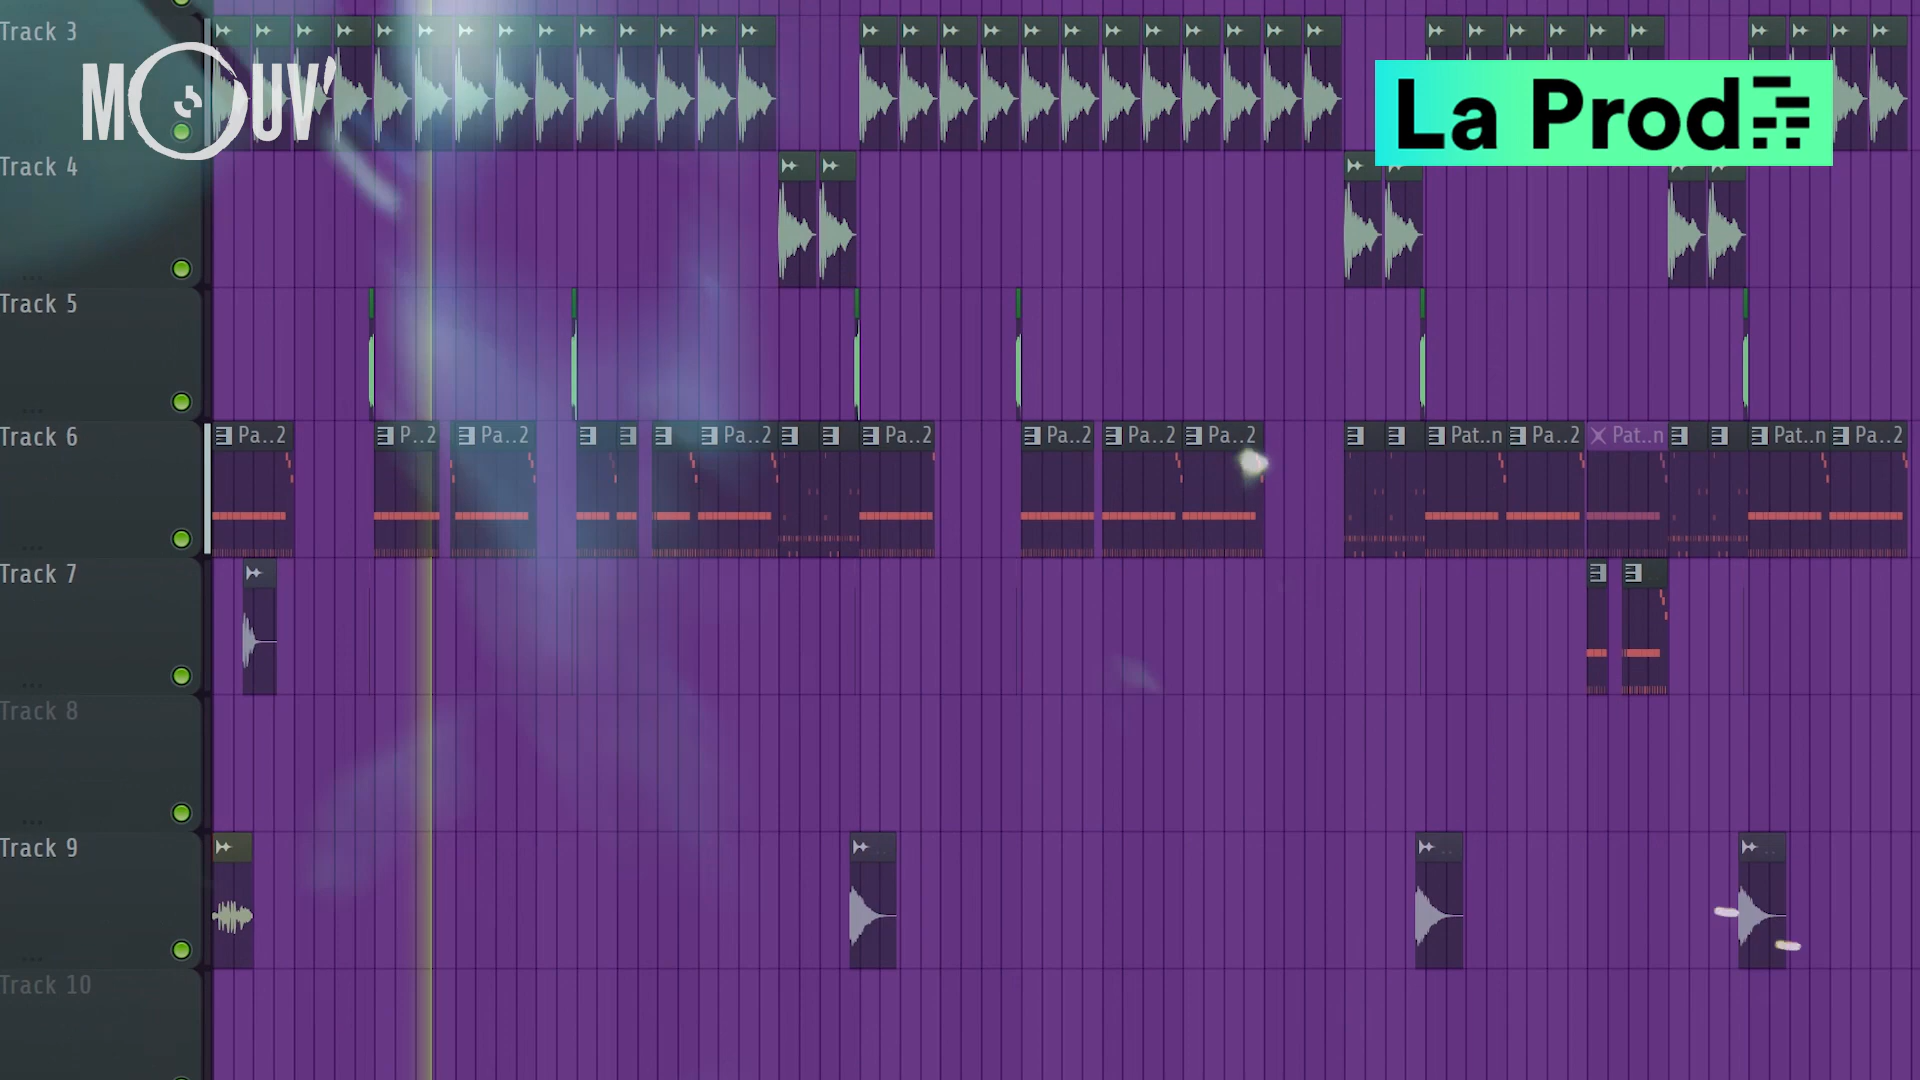 Track 3
MOUV'
La Prod
Track 4
Track 5
Track 6
Pa..2 P..2 Pa..2 Pa..2 Pa..2 Pa..2 Pa..2 Pa..2 Pat..n Pa..2 Pat..n Pat..n Pa..2
Track 7
Track 8
Track 9
Track 10